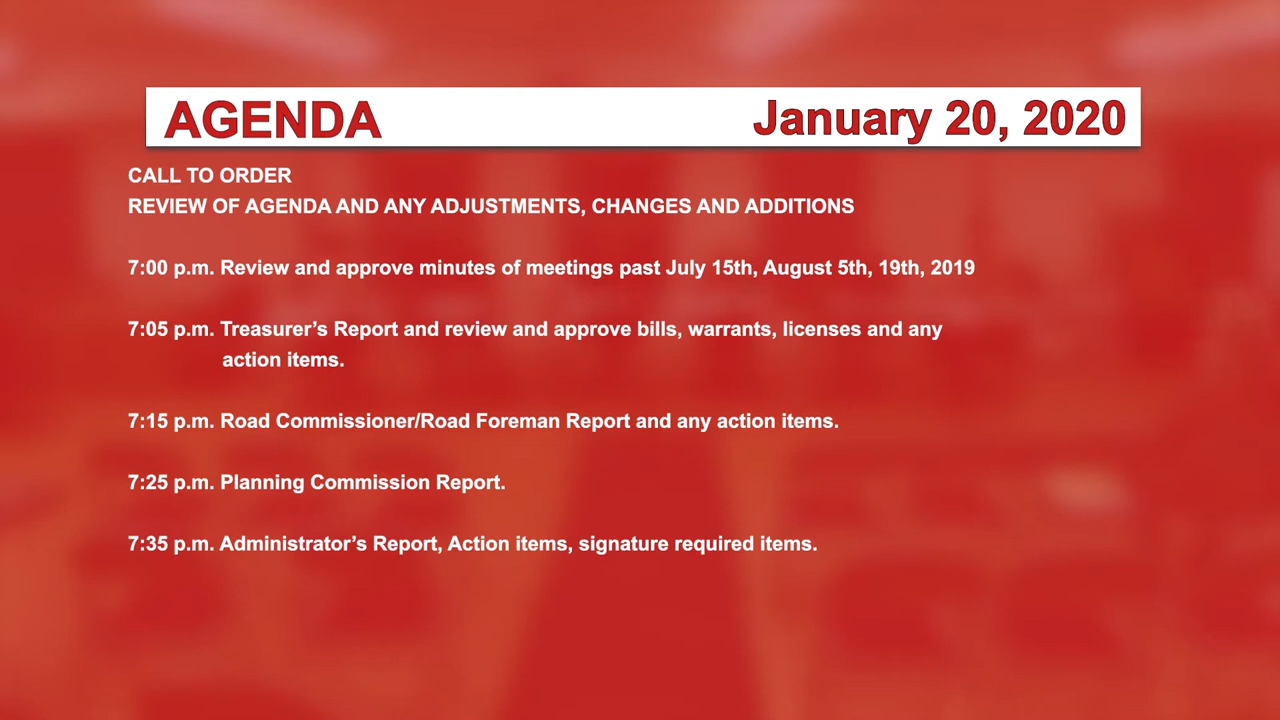 AGENDA January 20, 2020
CALL TO ORDER
REVIEW OF AGENDA AND ANY ADJUSTMENTS, CHANGES AND ADDITIONS
7:00 p.m. Review and approve minutes of meetings past July 15th, August 5th, 19th, 2019
7:05 p.m. Treasurer’s Report and review and approve bills, warrants, licenses and any
action items.
7:15 p.m. Road Commissioner/Road Foreman Report and any action items.
7:25 p.m. Planning Commission Report.
7:35 p.m. Administrator’s Report, Action items, signature required items.